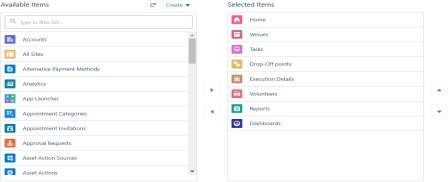 Available Items
Create
Type to filter list...
Accounts
All Sites
Alternative Payment Methods
Analytics
App Launcher
Appointment Categories
Appointment Invitations
Approval Requests
Asset Action Sources
Asset Actions
Selected Items
Home
Venues
Tasks
Drop-Off points
Execution Details
Volunteers
Reports
Dashboards